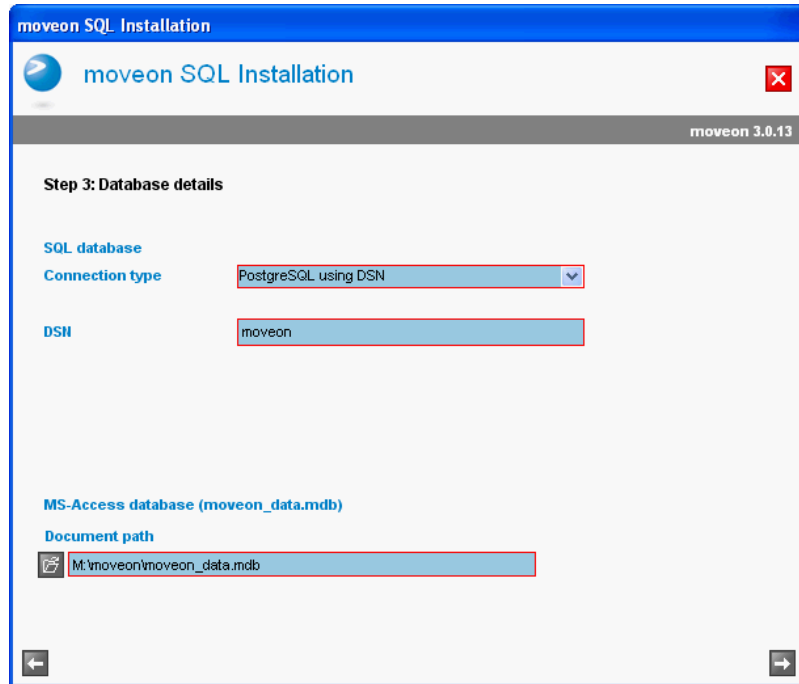 moveon SQL Installation
moveon SQL Installation
moveon 3.0.13
Step 3: Database details
SQL database
Connection type PostgreSQL using DSN
DSN moveon
MS-Access database (moveon_data.mdb)
Document path
M:\moveon\moveon_data.mdb